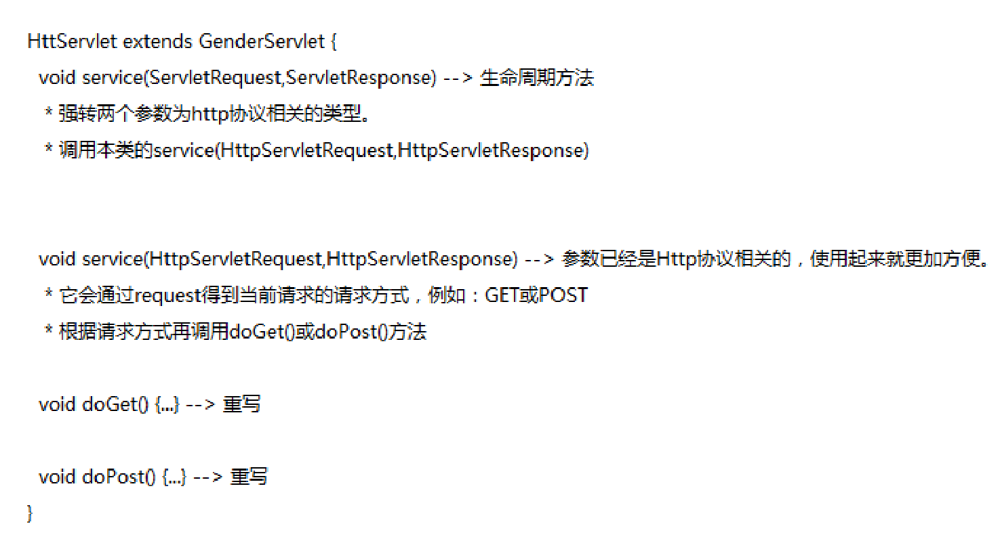 HttServlet extends GenderServlet {
void service(ServletRequest,ServletResponse) --> 生命周期方法
* 强转两个参数为http协议相关的类型。
* 调用本类的service(HttpServletRequest,HttpServletResponse)
void service(HttpServletRequest,HttpServletResponse) --> 参数已经是Http协议相关的，使用起来就更加方便。
* 它会通过request得到当前请求的请求方式，例如：GET或POST
* 根据请求方式再调用doGet()或doPost()方法
void doGet() {...} --> 重写
void doPost() {...} --> 重写
}